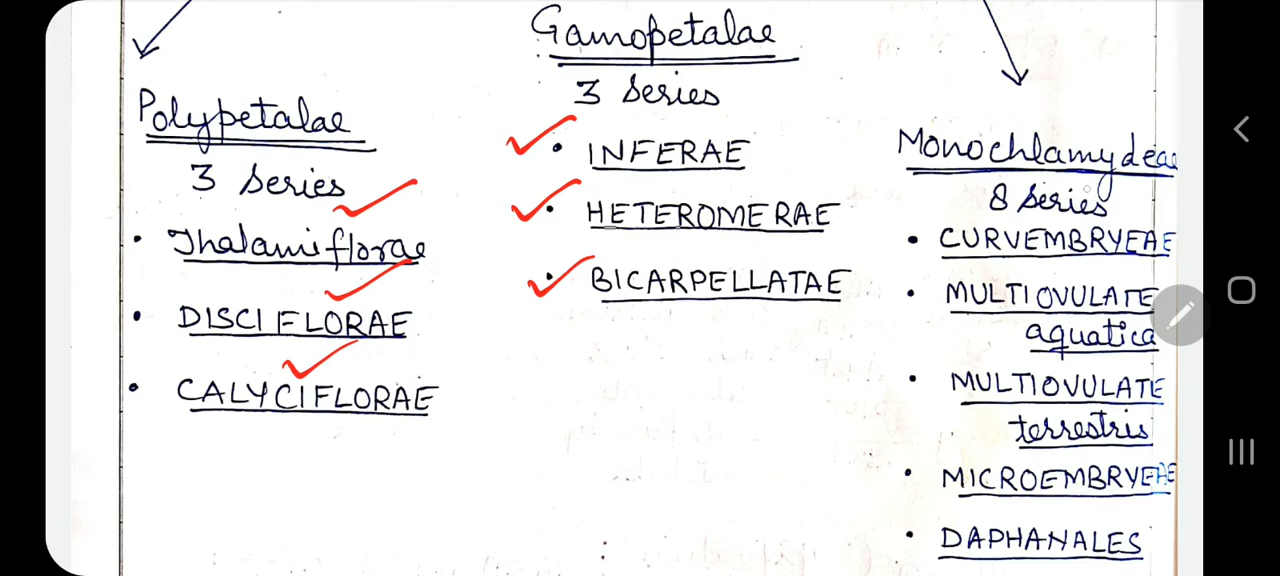 Polypetalae
3 Series
• Thalamiflorae
• DISCIFLORAE
• CALYCIFLORAE
Gamopetalae
3 Series
• INFERAE
• HETEROMERAE
• BICARPELLATAE
Monochlamydeae
8 Series
• CURVEMBRYEAE
• MULTIOVULATE
aquatica
• MULTIOVULATE
terrestris
• MICROEMBRYEAE
• DAPHANALES